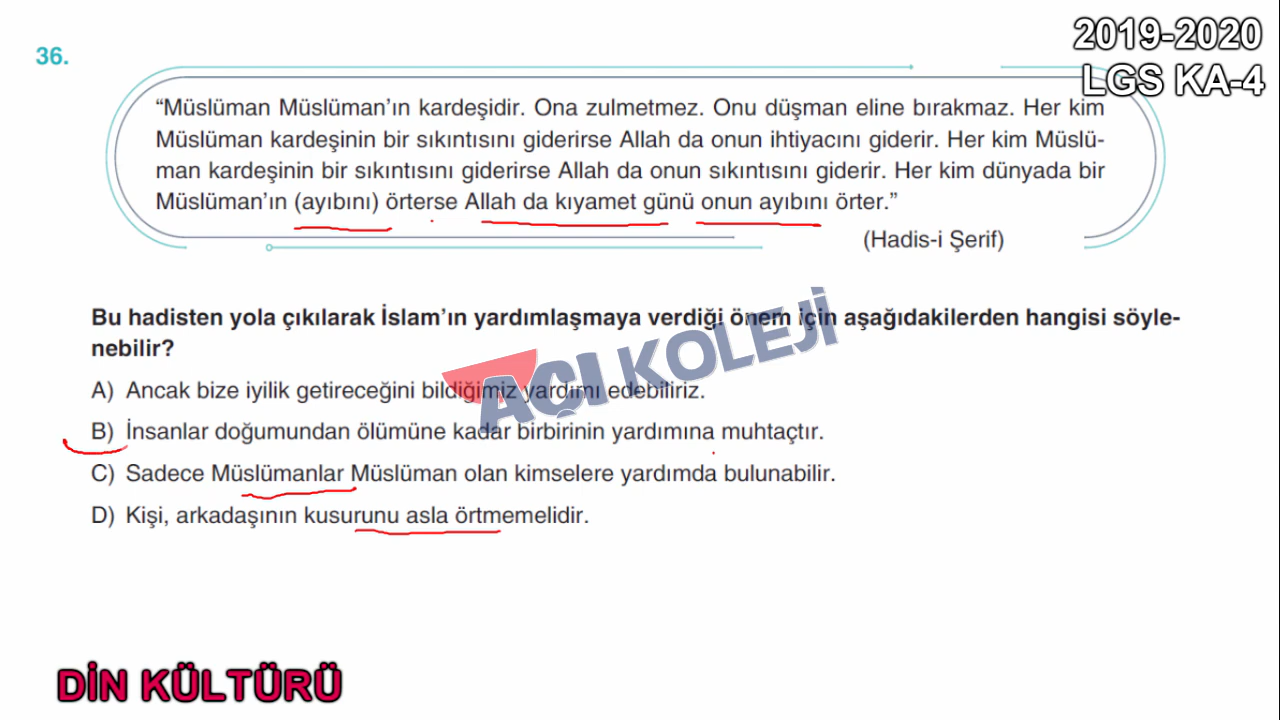 2019-2020
LGS KA-4
36.
“Müslüman Müslüman’ın kardeşidir. Ona zulmetmez. Onu düşman eline bırakmaz. Her kim
Müslüman kardeşinin bir sıkıntısını giderirse Allah da onun ihtiyacını giderir. Her kim Müslü-
man kardeşinin bir sıkıntısını giderirse Allah da onun sıkıntısını giderir. Her kim dünyada bir
Müslüman’ın (ayıbını) örterse Allah da kıyamet günü onun ayıbını örter.”
(Hadis-i Şerif)
Bu hadisten yola çıkılarak İslam’ın yardımlaşmaya verdiği önem için aşağıdakilerden hangisi söyle-
nebilir?
A) Ancak bize iyilik getireceğini bildiğimiz yardımı edebiliriz.
B) İnsanlar doğumundan ölümüne kadar birbirinin yardımına muhtaçtır.
C) Sadece Müslümanlar Müslüman olan kimselere yardımda bulunabilir.
D) Kişi, arkadaşının kusurunu asla örtmemelidir.
AÇI KOLEJİ
DİN KÜLTÜRÜ